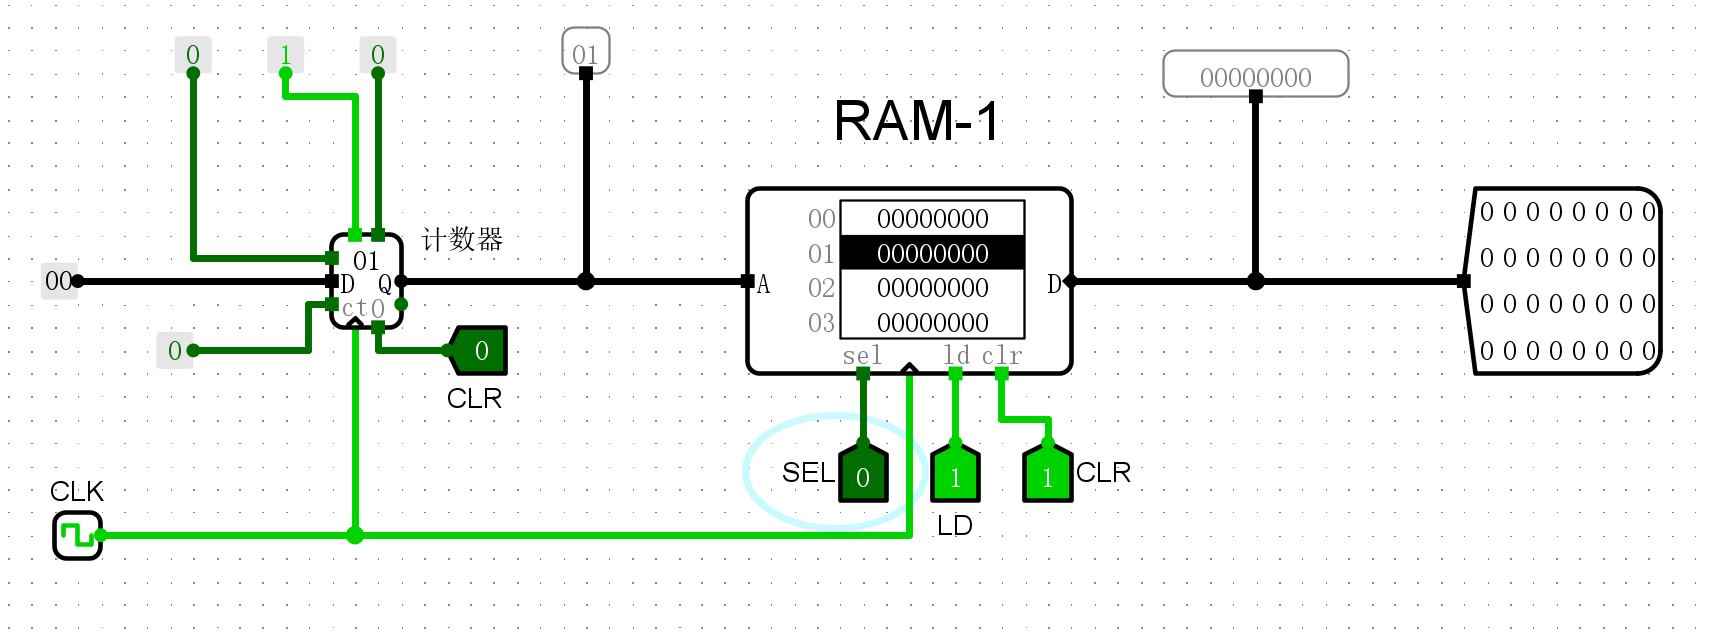 0 1 0
01
00000000
RAM-1
计数器
01
00
D Q
ct0
0
0
CLR
00 00000000
01 00000000
02 00000000
03 00000000
A
D
sel ld clr
SEL
0
1
LD
1
CLR
CLK
0 0 0 0 0 0 0 0
0 0 0 0 0 0 0 0
0 0 0 0 0 0 0 0
0 0 0 0 0 0 0 0